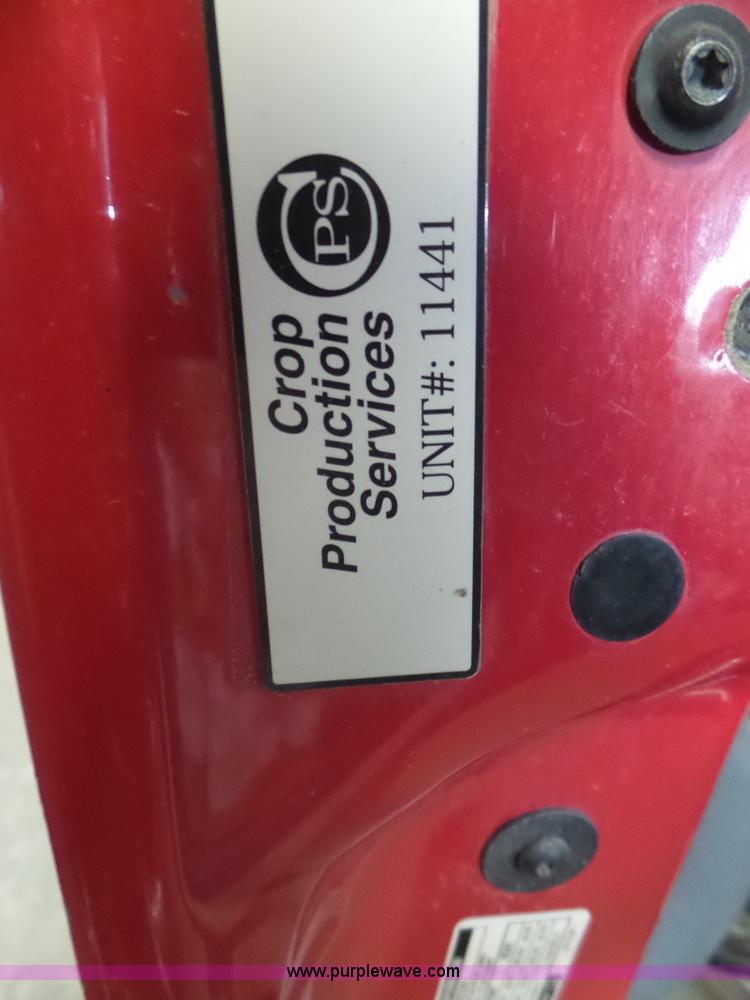 CPS
Crop
Production
Services
UNIT#: 11441
www.purplewave.com